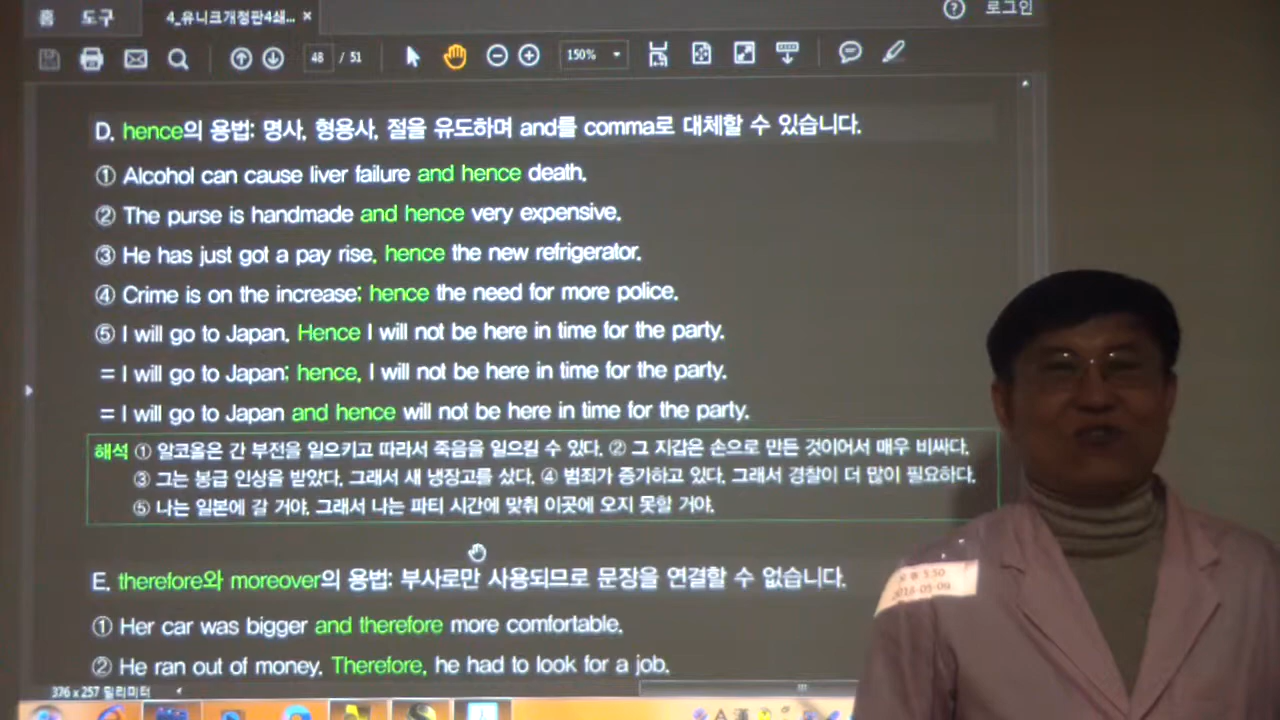 홈 도구 4_유니크개정판4쇄... × 로그인
48 / 51 150%
D. hence의 용법: 명사, 형용사, 절을 유도하며 and를 comma로 대체할 수 있습니다.
① Alcohol can cause liver failure and hence death.
② The purse is handmade and hence very expensive.
③ He has just got a pay rise, hence the new refrigerator.
④ Crime is on the increase; hence the need for more police.
⑤ I will go to Japan. Hence I will not be here in time for the party.
= I will go to Japan; hence, I will not be here in time for the party.
= I will go to Japan and hence will not be here in time for the party.
해석 ① 알코올은 간 부전을 일으키고 따라서 죽음을 일으킬 수 있다. ② 그 지갑은 손으로 만든 것이어서 매우 비싸다.
③ 그는 봉급 인상을 받았다. 그래서 새 냉장고를 샀다. ④ 범죄가 증가하고 있다. 그래서 경찰이 더 많이 필요하다.
⑤ 나는 일본에 갈 거야. 그래서 나는 파티 시간에 맞춰 이곳에 오지 못할 거야.
E. therefore와 moreover의 용법: 부사로만 사용되므로 문장을 연결할 수 없습니다.
① Her car was bigger and therefore more comfortable.
② He ran out of money. Therefore, he had to look for a job.
376 x 257 밀리미터
5:50
2018-05-09